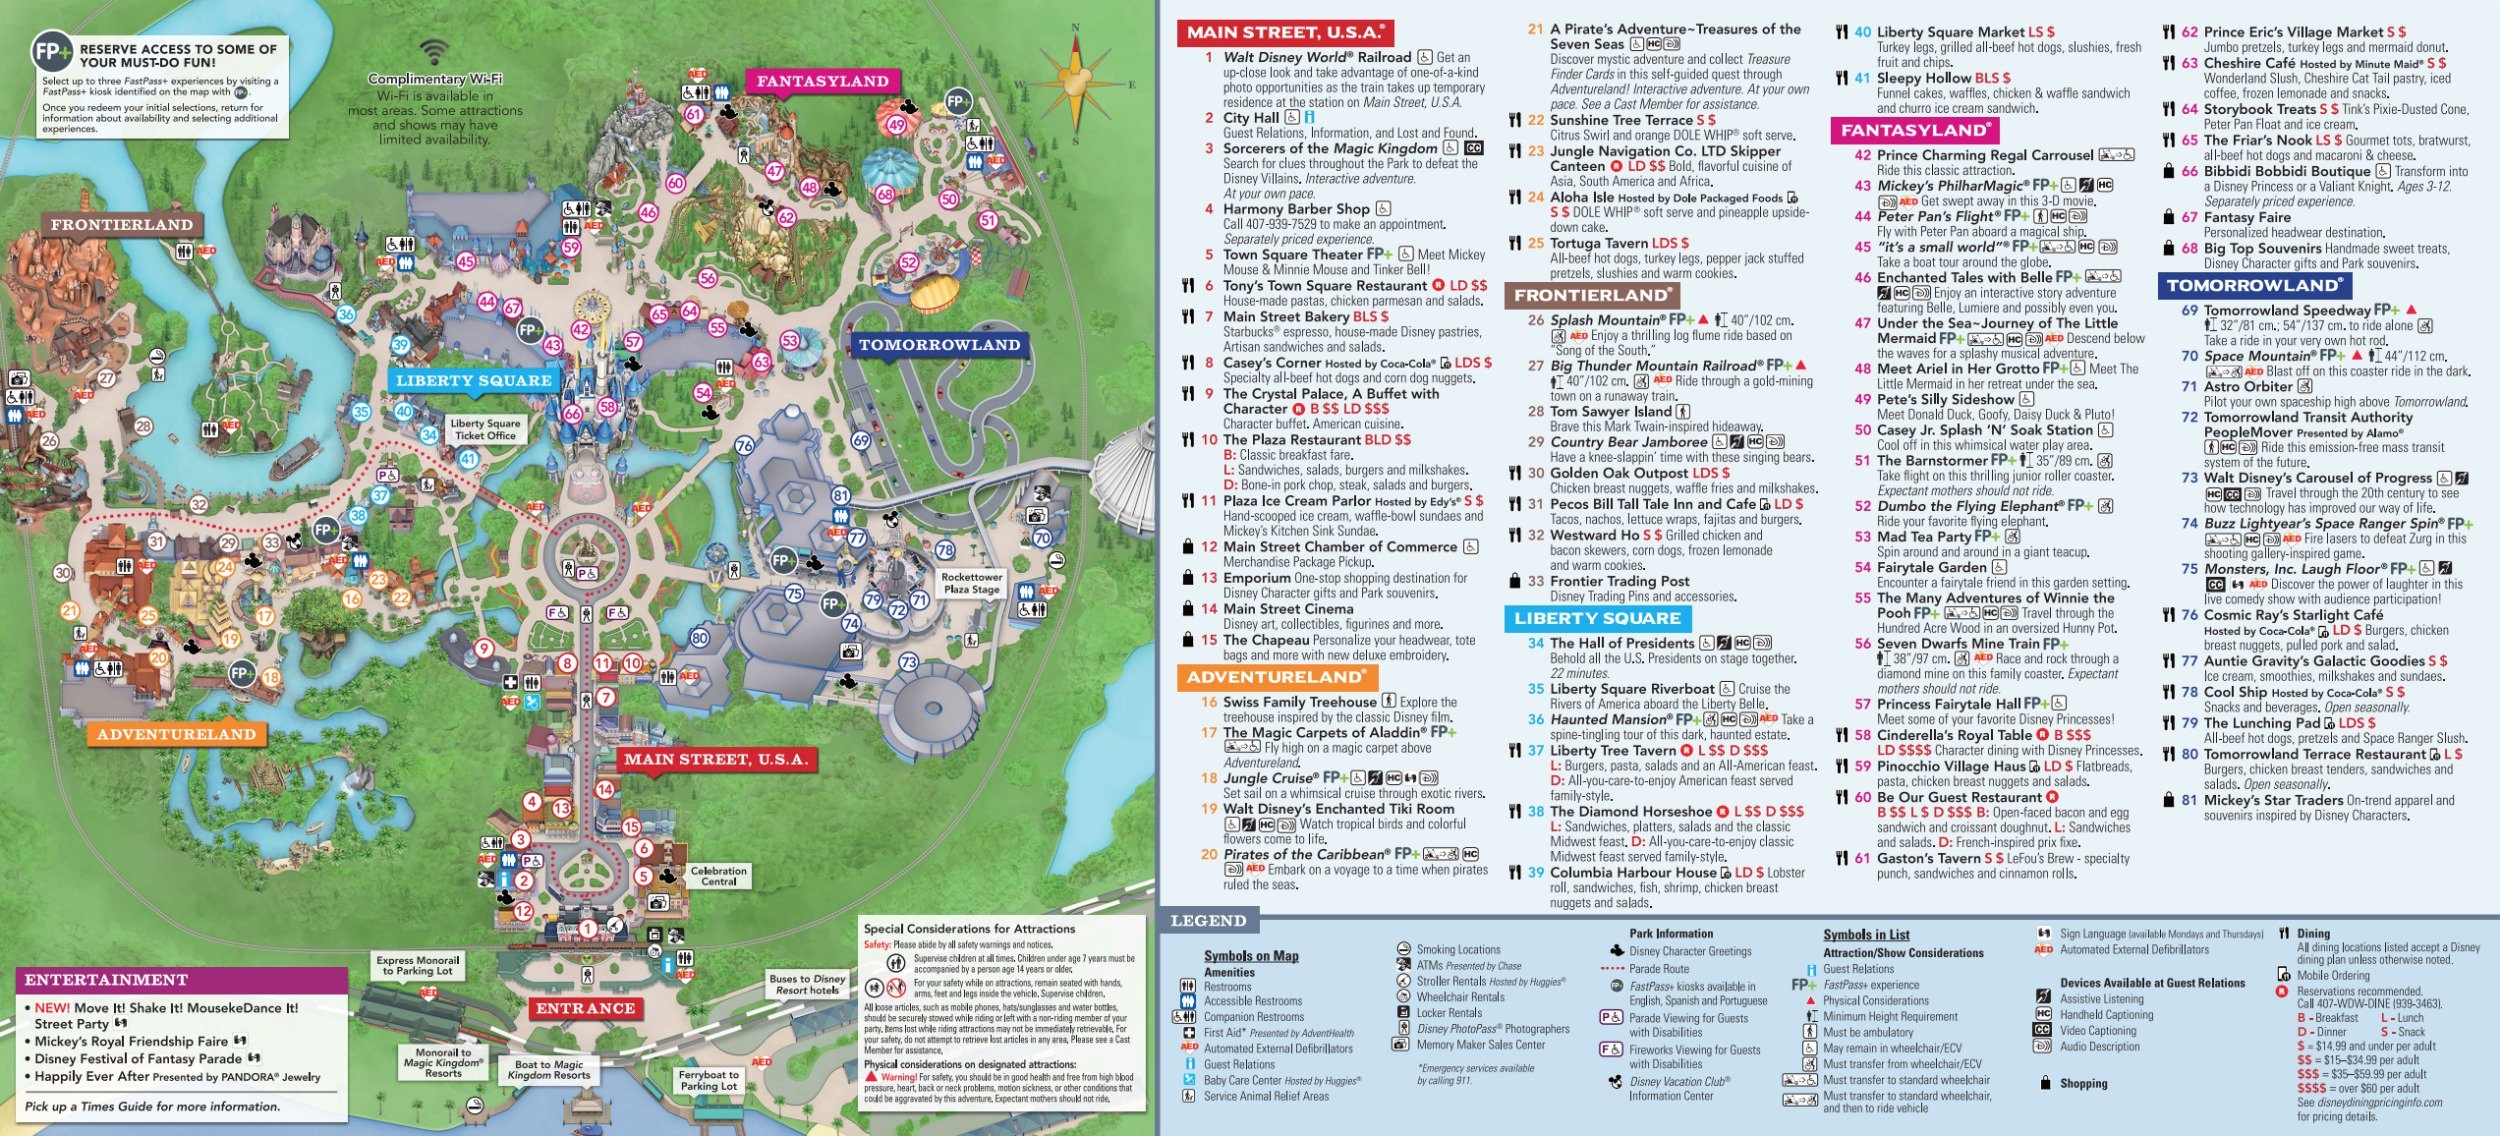 FP+ RESERVE ACCESS TO SOME OF
YOUR MUST-DO FUN!
Select up to three FastPass+ experiences by visiting a
FastPass+ kiosk identified on the map with FP+.
Once you redeem your initial selections, return for
information about availability and selecting additional
experiences.
Complimentary Wi-Fi
Wi-Fi is available in
most areas. Some attractions
and shows may have
limited availability.
N
W E
S
FANTASYLAND
FRONTIERLAND
TOMORROWLAND
LIBERTY SQUARE
Liberty Square
Ticket Office
Rockettower
Plaza Stage
ADVENTURELAND
MAIN STREET, U.S.A.
Celebration
Central
Express Monorail
to Parking Lot
Monorail to
Magic Kingdom®
Resorts
ENTRANCE
Boat to Magic
Kingdom Resorts
Ferryboat to
Parking Lot
Buses to Disney
Resort hotels
ENTERTAINMENT
• NEW! Move It! Shake It! MousekeDance It!
Street Party
• Mickey's Royal Friendship Faire
• Disney Festival of Fantasy Parade
• Happily Ever After Presented by PANDORA® Jewelry
Pick up a Times Guide for more information.
Special Considerations for Attractions
Safety: Please abide by all safety warnings and notices.
Supervise children at all times. Children under age 7 years must be
accompanied by a person age 14 years or older.
For your safety while on attractions, remain seated with hands,
arms, feet and legs inside the vehicle. Supervise children.
All loose articles, such as mobile phones, hats/sunglasses and water bottles,
should be securely stowed while riding or left with a non-riding member of your
party. Items lost while riding attractions may not be immediately retrievable. For
your safety, do not attempt to retrieve lost articles in any area. Please see a Cast
Member for assistance.
Physical considerations on designated attractions:
Warning! For safety, you should be in good health and free from high blood
pressure, heart, back or neck problems, motion sickness, or other conditions that
could be aggravated by this adventure. Expectant mothers should not ride.
MAIN STREET, U.S.A.®
1 Walt Disney World® Railroad Get an
up-close look and take advantage of one-of-a-kind
photo opportunities as the train takes up temporary
residence at the station on Main Street, U.S.A.
2 City Hall
Guest Relations, Information, and Lost and Found.
3 Sorcerers of the Magic Kingdom CC
Search for clues throughout the Park to defeat the
Disney Villains. Interactive adventure.
At your own pace.
4 Harmony Barber Shop
Call 407-939-7529 to make an appointment.
Separately priced experience.
5 Town Square Theater FP+ Meet Mickey
Mouse & Minnie Mouse and Tinker Bell!
6 Tony's Town Square Restaurant R LD $$
House-made pastas, chicken parmesan and salads.
7 Main Street Bakery BLS $
Starbucks® espresso, house-made Disney pastries,
Artisan sandwiches and salads.
8 Casey's Corner Hosted by Coca-Cola® LDS $
Specialty all-beef hot dogs and corn dog nuggets.
9 The Crystal Palace, A Buffet with
Character R B $$ LD $$$
Character buffet. American cuisine.
10 The Plaza Restaurant BLD $$
B: Classic breakfast fare.
L: Sandwiches, salads, burgers and milkshakes.
D: Bone-in pork chop, steak, salads and burgers.
11 Plaza Ice Cream Parlor Hosted by Edy's® S $
Hand-scooped ice cream, waffle-bowl sundaes and
Mickey's Kitchen Sink Sundae.
12 Main Street Chamber of Commerce
Merchandise Package Pickup.
13 Emporium One-stop shopping destination for
Disney Character gifts and Park souvenirs.
14 Main Street Cinema
Disney art, collectibles, figurines and more.
15 The Chapeau Personalize your headwear, tote
bags and more with new deluxe embroidery.
ADVENTURELAND®
16 Swiss Family Treehouse Explore the
treehouse inspired by the classic Disney film.
17 The Magic Carpets of Aladdin® FP+
Fly high on a magic carpet above
Adventureland.
18 Jungle Cruise® FP+ HC
Set sail on a whimsical cruise through exotic rivers.
19 Walt Disney's Enchanted Tiki Room
HC Watch tropical birds and colorful
flowers come to life.
20 Pirates of the Caribbean® FP+ HC
AED Embark on a voyage to a time when pirates
ruled the seas.
21 A Pirate's Adventure~Treasures of the
Seven Seas HC
Discover mystic adventure and collect Treasure
Finder Cards in this self-guided quest through
Adventureland! Interactive adventure. At your own
pace. See a Cast Member for assistance.
22 Sunshine Tree Terrace S $
Citrus Swirl and orange DOLE WHIP® soft serve.
23 Jungle Navigation Co. LTD Skipper
Canteen R LD $$ Bold, flavorful cuisine of
Asia, South America and Africa.
24 Aloha Isle Hosted by Dole Packaged Foods
S $ DOLE WHIP® soft serve and pineapple upside-
down cake.
25 Tortuga Tavern LDS $
All-beef hot dogs, turkey legs, pepper jack stuffed
pretzels, slushies and warm cookies.
FRONTIERLAND®
26 Splash Mountain® FP+ 40"/102 cm.
AED Enjoy a thrilling log flume ride based on
"Song of the South."
27 Big Thunder Mountain Railroad® FP+
40"/102 cm. AED Ride through a gold-mining
town on a runaway train.
28 Tom Sawyer Island
Brave this Mark Twain-inspired hideaway.
29 Country Bear Jamboree HC
Have a knee-slappin' time with these singing bears.
30 Golden Oak Outpost LDS $
Chicken breast nuggets, waffle fries and milkshakes.
31 Pecos Bill Tall Tale Inn and Cafe LD $
Tacos, nachos, lettuce wraps, fajitas and burgers.
32 Westward Ho S $ Grilled chicken and
bacon skewers, corn dogs, frozen lemonade
and warm cookies.
33 Frontier Trading Post
Disney Trading Pins and accessories.
LIBERTY SQUARE
34 The Hall of Presidents HC
Behold all the U.S. Presidents on stage together.
22 minutes.
35 Liberty Square Riverboat Cruise the
Rivers of America aboard the Liberty Belle.
36 Haunted Mansion® FP+ HC AED Take a
spine-tingling tour of this dark, haunted estate.
37 Liberty Tree Tavern R L $$ D $$$
L: Burgers, pasta, salads and an All-American feast.
D: All-you-care-to-enjoy American feast served
family-style.
38 The Diamond Horseshoe R L $$ D $$$
L: Sandwiches, platters, salads and the classic
Midwest feast. D: All-you-care-to-enjoy classic
Midwest feast served family-style.
39 Columbia Harbour House LD $ Lobster
roll, sandwiches, fish, shrimp, chicken breast
nuggets and salads.
40 Liberty Square Market LS $
Turkey legs, grilled all-beef hot dogs, slushies, fresh
fruit and chips.
41 Sleepy Hollow BLS $
Funnel cakes, waffles, chicken & waffle sandwich
and churro ice cream sandwich.
FANTASYLAND®
42 Prince Charming Regal Carrousel
Ride this classic attraction.
43 Mickey's PhilharMagic® FP+ HC
AED Get swept away in this 3-D movie.
44 Peter Pan's Flight® FP+ HC
Fly with Peter Pan aboard a magical ship.
45 "it's a small world"® FP+ HC
Take a boat tour around the globe.
46 Enchanted Tales with Belle FP+
HC Enjoy an interactive story adventure
featuring Belle, Lumiere and possibly even you.
47 Under the Sea~Journey of The Little
Mermaid FP+ HC AED Descend below
the waves for a splashy musical adventure.
48 Meet Ariel in Her Grotto FP+ Meet The
Little Mermaid in her retreat under the sea.
49 Pete's Silly Sideshow
Meet Donald Duck, Goofy, Daisy Duck & Pluto!
50 Casey Jr. Splash 'N' Soak Station
Cool off in this whimsical water play area.
51 The Barnstormer FP+ 35"/89 cm.
Take flight on this thrilling junior roller coaster.
Expectant mothers should not ride.
52 Dumbo the Flying Elephant® FP+
Ride your favorite flying elephant.
53 Mad Tea Party FP+
Spin around and around in a giant teacup.
54 Fairytale Garden
Encounter a fairytale friend in this garden setting.
55 The Many Adventures of Winnie the
Pooh FP+ HC Travel through the
Hundred Acre Wood in an oversized Hunny Pot.
56 Seven Dwarfs Mine Train FP+
38"/97 cm. AED Race and rock through a
diamond mine on this family coaster. Expectant
mothers should not ride.
57 Princess Fairytale Hall FP+
Meet some of your favorite Disney Princesses!
58 Cinderella's Royal Table R B $$$
LD $$$$ Character dining with Disney Princesses.
59 Pinocchio Village Haus LD $ Flatbreads,
pasta, chicken breast nuggets and salads.
60 Be Our Guest Restaurant R
B $$ L $ D $$$ B: Open-faced bacon and egg
sandwich and croissant doughnut. L: Sandwiches
and salads. D: French-inspired prix fixe.
61 Gaston's Tavern S $ LeFou's Brew - specialty
punch, sandwiches and cinnamon rolls.
62 Prince Eric's Village Market S $
Jumbo pretzels, turkey legs and mermaid donut.
63 Cheshire Café Hosted by Minute Maid® S $
Wonderland Slush, Cheshire Cat Tail pastry, iced
coffee, frozen lemonade and snacks.
64 Storybook Treats S $ Tink's Pixie-Dusted Cone,
Peter Pan Float and ice cream.
65 The Friar's Nook LS $ Gourmet tots, bratwurst,
all-beef hot dogs and macaroni & cheese.
66 Bibbidi Bobbidi Boutique Transform into
a Disney Princess or a Valiant Knight. Ages 3-12.
Separately priced experience.
67 Fantasy Faire
Personalized headwear destination.
68 Big Top Souvenirs Handmade sweet treats,
Disney Character gifts and Park souvenirs.
TOMORROWLAND®
69 Tomorrowland Speedway FP+
32"/81 cm.; 54"/137 cm. to ride alone
Take a ride in your very own hot rod.
70 Space Mountain® FP+ 44"/112 cm.
AED Blast off on this coaster ride in the dark.
71 Astro Orbiter
Pilot your own spaceship high above Tomorrowland.
72 Tomorrowland Transit Authority
PeopleMover Presented by Alamo®
HC Ride this emission-free mass transit
system of the future.
73 Walt Disney's Carousel of Progress
HC CC Travel through the 20th century to see
how technology has improved our way of life.
74 Buzz Lightyear's Space Ranger Spin® FP+
HC AED Fire lasers to defeat Zurg in this
shooting gallery-inspired game.
75 Monsters, Inc. Laugh Floor® FP+
CC AED Discover the power of laughter in this
live comedy show with audience participation!
76 Cosmic Ray's Starlight Café
Hosted by Coca-Cola® LD $ Burgers, chicken
breast nuggets, pulled pork and salad.
77 Auntie Gravity's Galactic Goodies S $
Ice cream, smoothies, milkshakes and sundaes.
78 Cool Ship Hosted by Coca-Cola® S $
Snacks and beverages. Open seasonally.
79 The Lunching Pad LDS $
All-beef hot dogs, pretzels and Space Ranger Slush.
80 Tomorrowland Terrace Restaurant L $
Burgers, chicken breast tenders, sandwiches and
salads. Open seasonally.
81 Mickey's Star Traders On-trend apparel and
souvenirs inspired by Disney Characters.
LEGEND
Symbols on Map
Amenities
Restrooms
Accessible Restrooms
Companion Restrooms
First Aid* Presented by AdventHealth
AED Automated External Defibrillators
Guest Relations
Baby Care Center Hosted by Huggies®
Service Animal Relief Areas
Smoking Locations
ATMs Presented by Chase
Stroller Rentals Hosted by Huggies®
Wheelchair Rentals
Locker Rentals
Disney PhotoPass® Photographers
Memory Maker Sales Center
*Emergency services available
by calling 911.
Park Information
Disney Character Greetings
Parade Route
FastPass+ kiosks available in
English, Spanish and Portuguese
P Parade Viewing for Guests
with Disabilities
F Fireworks Viewing for Guests
with Disabilities
Disney Vacation Club®
Information Center
Symbols in List
Attraction/Show Considerations
Guest Relations
FP+ FastPass+ experience
Physical Considerations
Minimum Height Requirement
Must be ambulatory
May remain in wheelchair/ECV
Must transfer from wheelchair/ECV
Must transfer to standard wheelchair
Must transfer to standard wheelchair,
and then to ride vehicle
Sign Language (available Mondays and Thursdays)
AED Automated External Defibrillators
Devices Available at Guest Relations
Assistive Listening
HC Handheld Captioning
CC Video Captioning
Audio Description
Shopping
Dining
All dining locations listed accept a Disney
dining plan unless otherwise noted.
Mobile Ordering
R Reservations recommended.
Call 407-WDW-DINE (939-3463).
B - Breakfast L - Lunch
D - Dinner S - Snack
$ = $14.99 and under per adult
$$ = $15–$34.99 per adult
$$$ = $35–$59.99 per adult
$$$$ = over $60 per adult
See disneydiningpricinginfo.com
for pricing details.